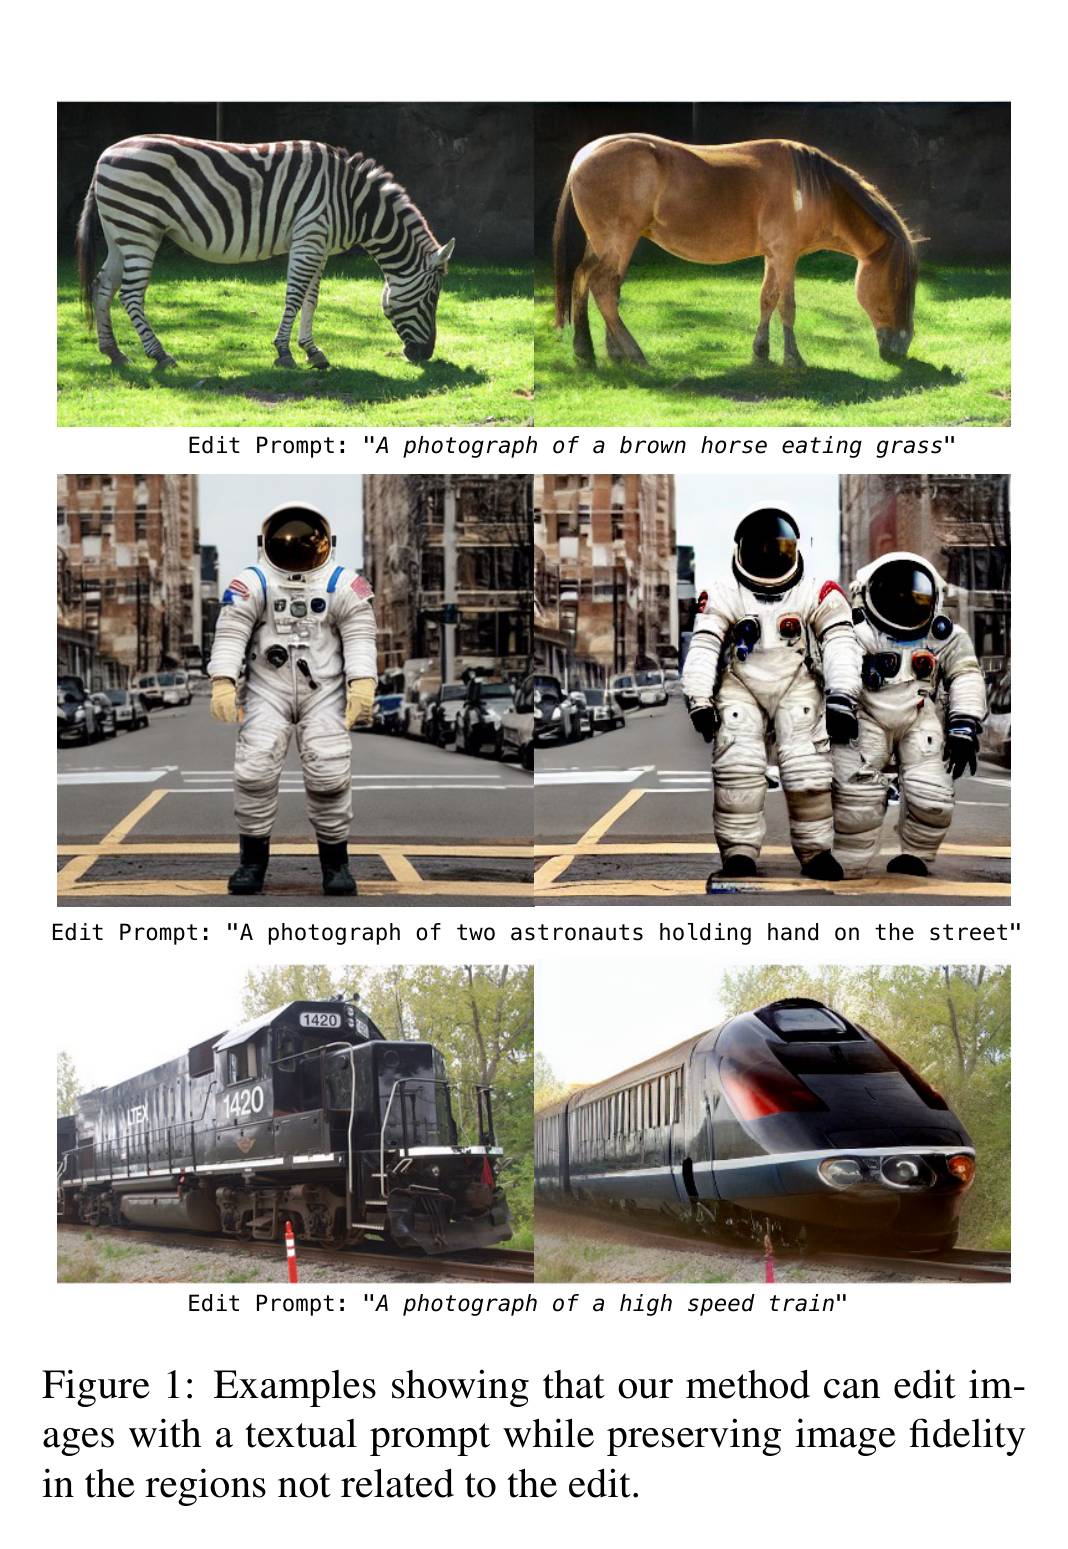 Edit Prompt: "A photograph of a brown horse eating grass"
Edit Prompt: "A photograph of two astronauts holding hand on the street"
1420
1420
LTEX
Edit Prompt: "A photograph of a high speed train"
Figure 1: Examples showing that our method can edit im-
ages with a textual prompt while preserving image fidelity
in the regions not related to the edit.